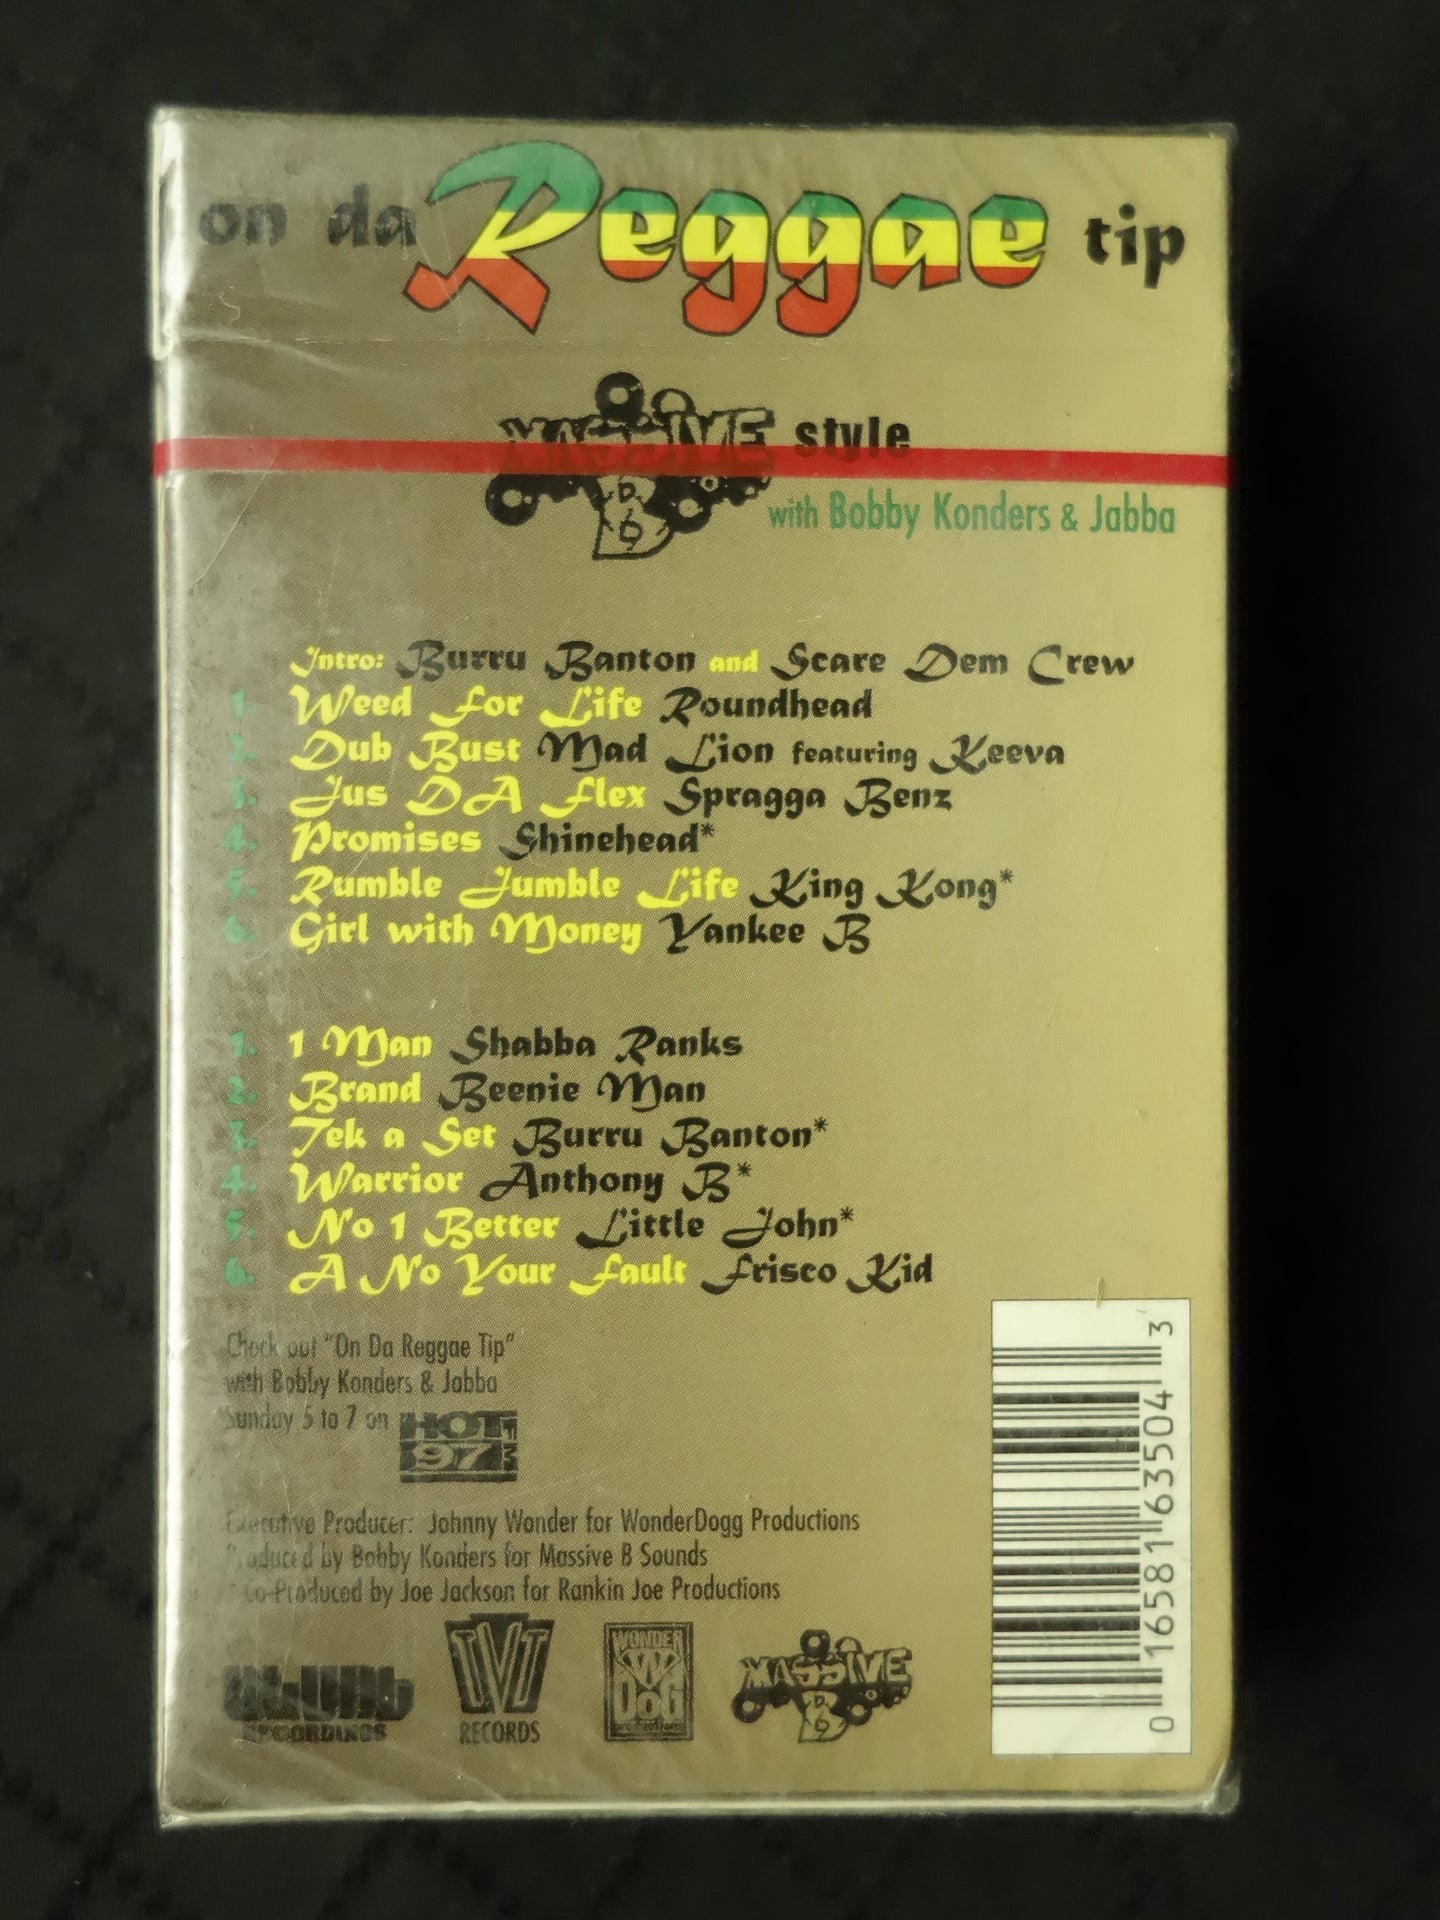 on da Reggae tip
MASSIVE B style
with Bobby Konders & Jabba
Intro: Burru Banton and Scare Dem Crew
1. Weed For Life Roundhead
2. Dub Bust Mad Lion featuring Keeva
3. Jus DA Flex Spragga Benz
4. Promises Shinehead*
5. Rumble Jumble Life King Kong*
6. Girl with Money Yankee B
1. 1 Man Shabba Ranks
2. Brand Beenie Man
3. Tek a Set Burru Banton*
4. Warrior Anthony B*
5. No 1 Better Little John*
6. A No Your Fault Frisco Kid
Check out "On Da Reggae Tip"
with Bobby Konders & Jabba
Sunday 5 to 7 on HOT 97 FM
Executive Producer: Johnny Wonder for WonderDogg Productions
Produced by Bobby Konders for Massive B Sounds
* Co-Produced by Joe Jackson for Rankin Joe Productions
RECORDINGS
TVT RECORDS
WONDER DOG productions
MASSIVE B
0 16581 63504 3